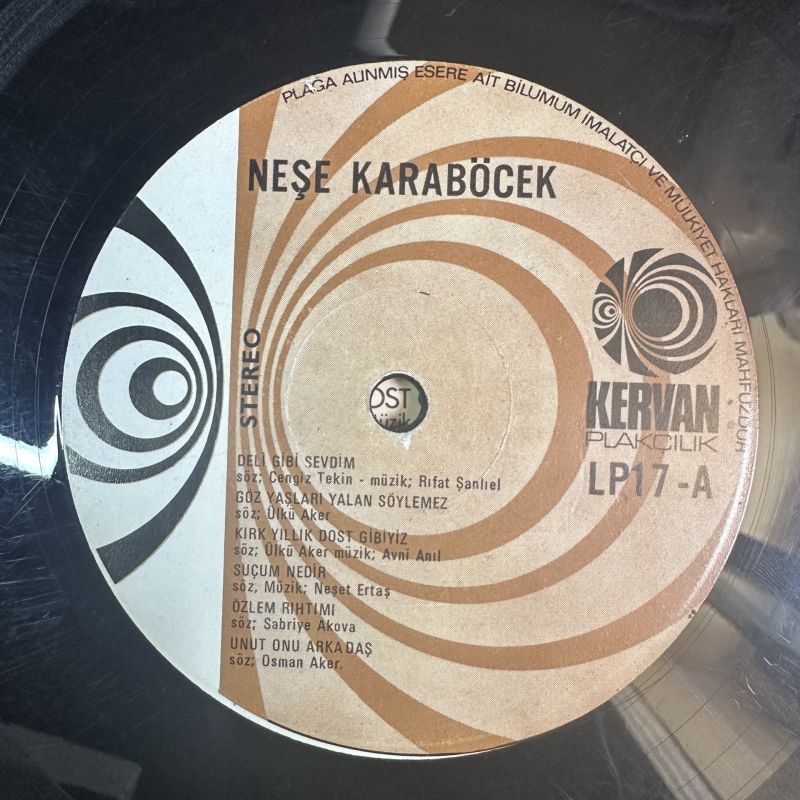 PLAĞA ALINMIŞ ESERE AİT BİLUMUM İMALATÇI VE MÜLKİYET HAKLARI MAHFUZDUR
NEŞE KARABÖCEK
STEREO
KERVAN
PLAKÇILIK
LP17-A
DOST
müzik
DELİ GİBİ SEVDİM
söz; Cengiz Tekin - müzik; Rıfat Şanlıel
GÖZ YAŞLARI YALAN SÖYLEMEZ
söz; Ülkü Aker
KIRK YILLIK DOST GİBİYİZ
söz; Ülkü Aker müzik; Avni Anıl
SUÇUM NEDİR
söz, Müzik; Neşet Ertaş
ÖZLEM RIHTIMI
söz; Sabriye Akova
UNUT ONU ARKADAŞ
söz; Osman Aker.